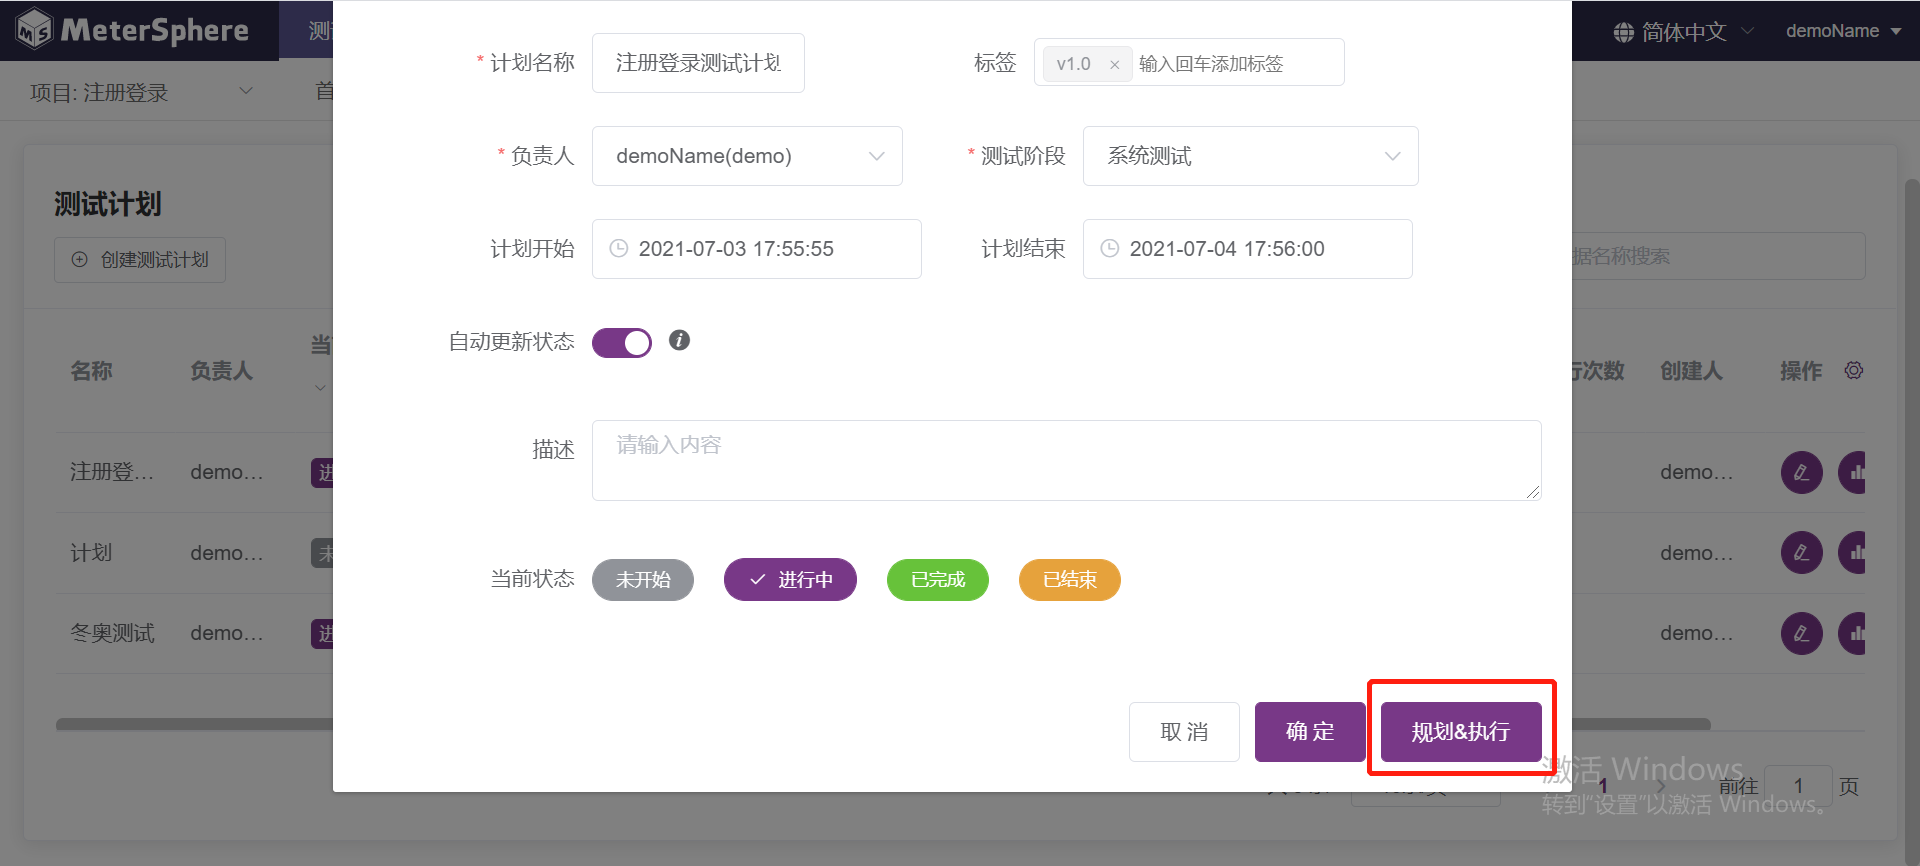 MeterSphere
简体中文
demoName
项目: 注册登录
测试计划
创建测试计划
据名称搜索
名称
负责人
行次数
创建人
操作
注册登...
demo...
demo...
计划
demo...
demo...
冬奥测试
demo...
demo...
* 计划名称
注册登录测试计划
标签
v1.0 ×
输入回车添加标签
* 负责人
demoName(demo)
* 测试阶段
系统测试
计划开始
2021-07-03 17:55:55
计划结束
2021-07-04 17:56:00
自动更新状态
描述
请输入内容
当前状态
未开始
进行中
已完成
已结束
取消
确定
规划&执行
1
前往
1
页
激活 Windows
转到“设置”以激活 Windows。